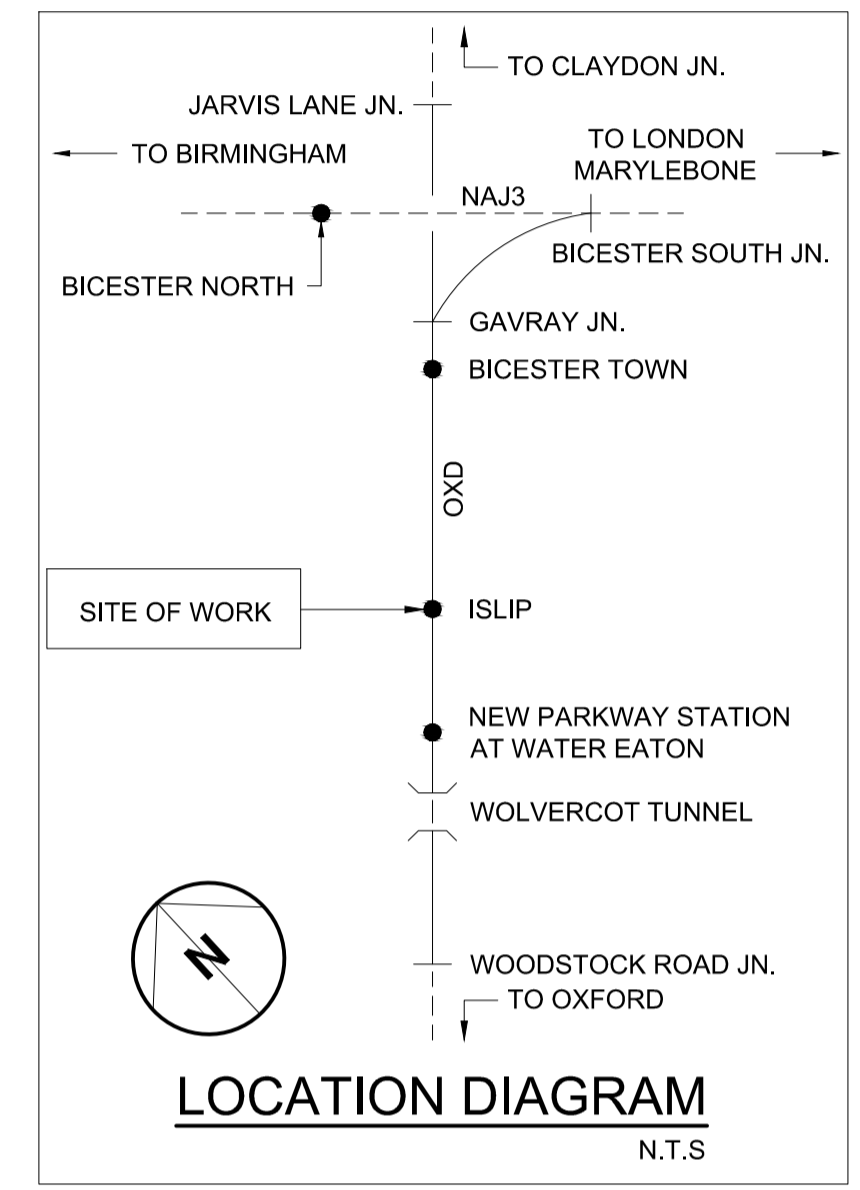 TO CLAYDON JN.
JARVIS LANE JN.
TO BIRMINGHAM
TO LONDON
MARYLEBONE
NAJ3
BICESTER SOUTH JN.
BICESTER NORTH
GAVRAY JN.
BICESTER TOWN
OXD
SITE OF WORK
ISLIP
NEW PARKWAY STATION
AT WATER EATON
WOLVERCOT TUNNEL
N
WOODSTOCK ROAD JN.
TO OXFORD
LOCATION DIAGRAM
N.T.S